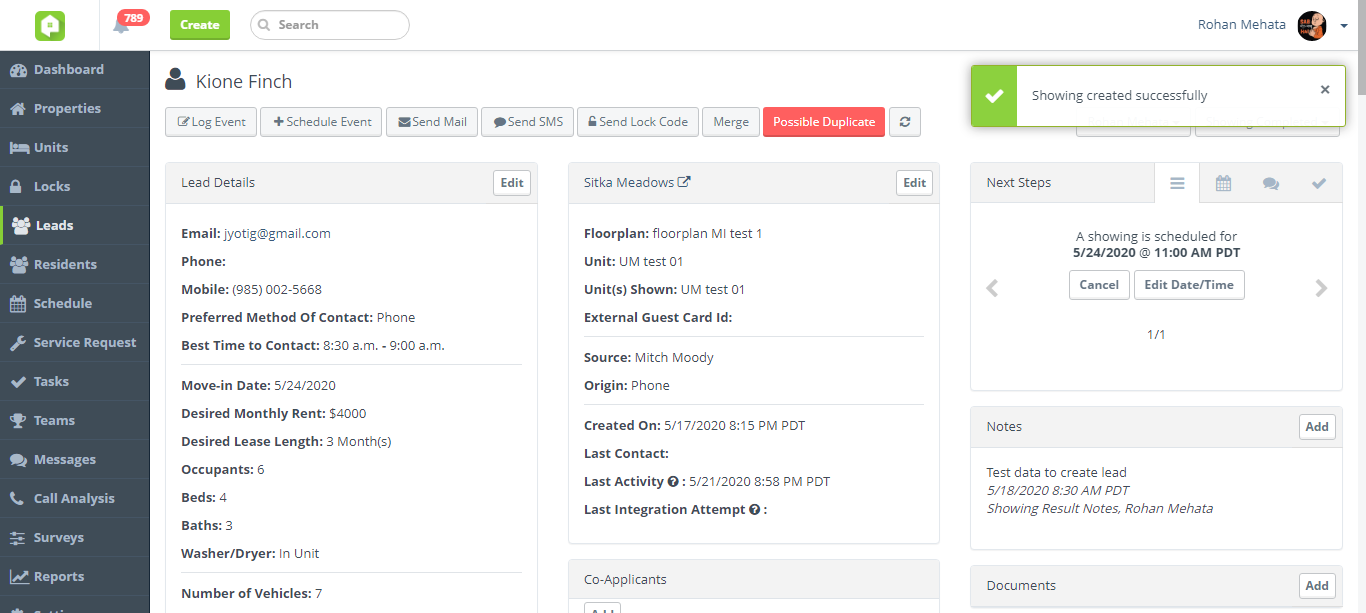 789
Create
Search
Rohan Mehata
Dashboard
Properties
Units
Locks
Leads
Residents
Schedule
Service Request
Tasks
Teams
Messages
Call Analysis
Surveys
Reports
Kione Finch
Showing created successfully
×
Log Event
Schedule Event
Send Mail
Send SMS
Send Lock Code
Merge
Possible Duplicate
Lead Details
Edit
Email: jyotig@gmail.com
Phone:
Mobile: (985) 002-5668
Preferred Method Of Contact: Phone
Best Time to Contact: 8:30 a.m. - 9:00 a.m.
Move-in Date: 5/24/2020
Desired Monthly Rent: $4000
Desired Lease Length: 3 Month(s)
Occupants: 6
Beds: 4
Baths: 3
Washer/Dryer: In Unit
Number of Vehicles: 7
Sitka Meadows
Edit
Floorplan: floorplan MI test 1
Unit: UM test 01
Unit(s) Shown: UM test 01
External Guest Card Id:
Source: Mitch Moody
Origin: Phone
Created On: 5/17/2020 8:15 PM PDT
Last Contact:
Last Activity ? : 5/21/2020 8:58 PM PDT
Last Integration Attempt ? :
Co-Applicants
Add
Next Steps
A showing is scheduled for
5/24/2020 @ 11:00 AM PDT
Cancel
Edit Date/Time
1/1
Notes
Add
Test data to create lead
5/18/2020 8:30 AM PDT
Showing Result Notes, Rohan Mehata
Documents
Add